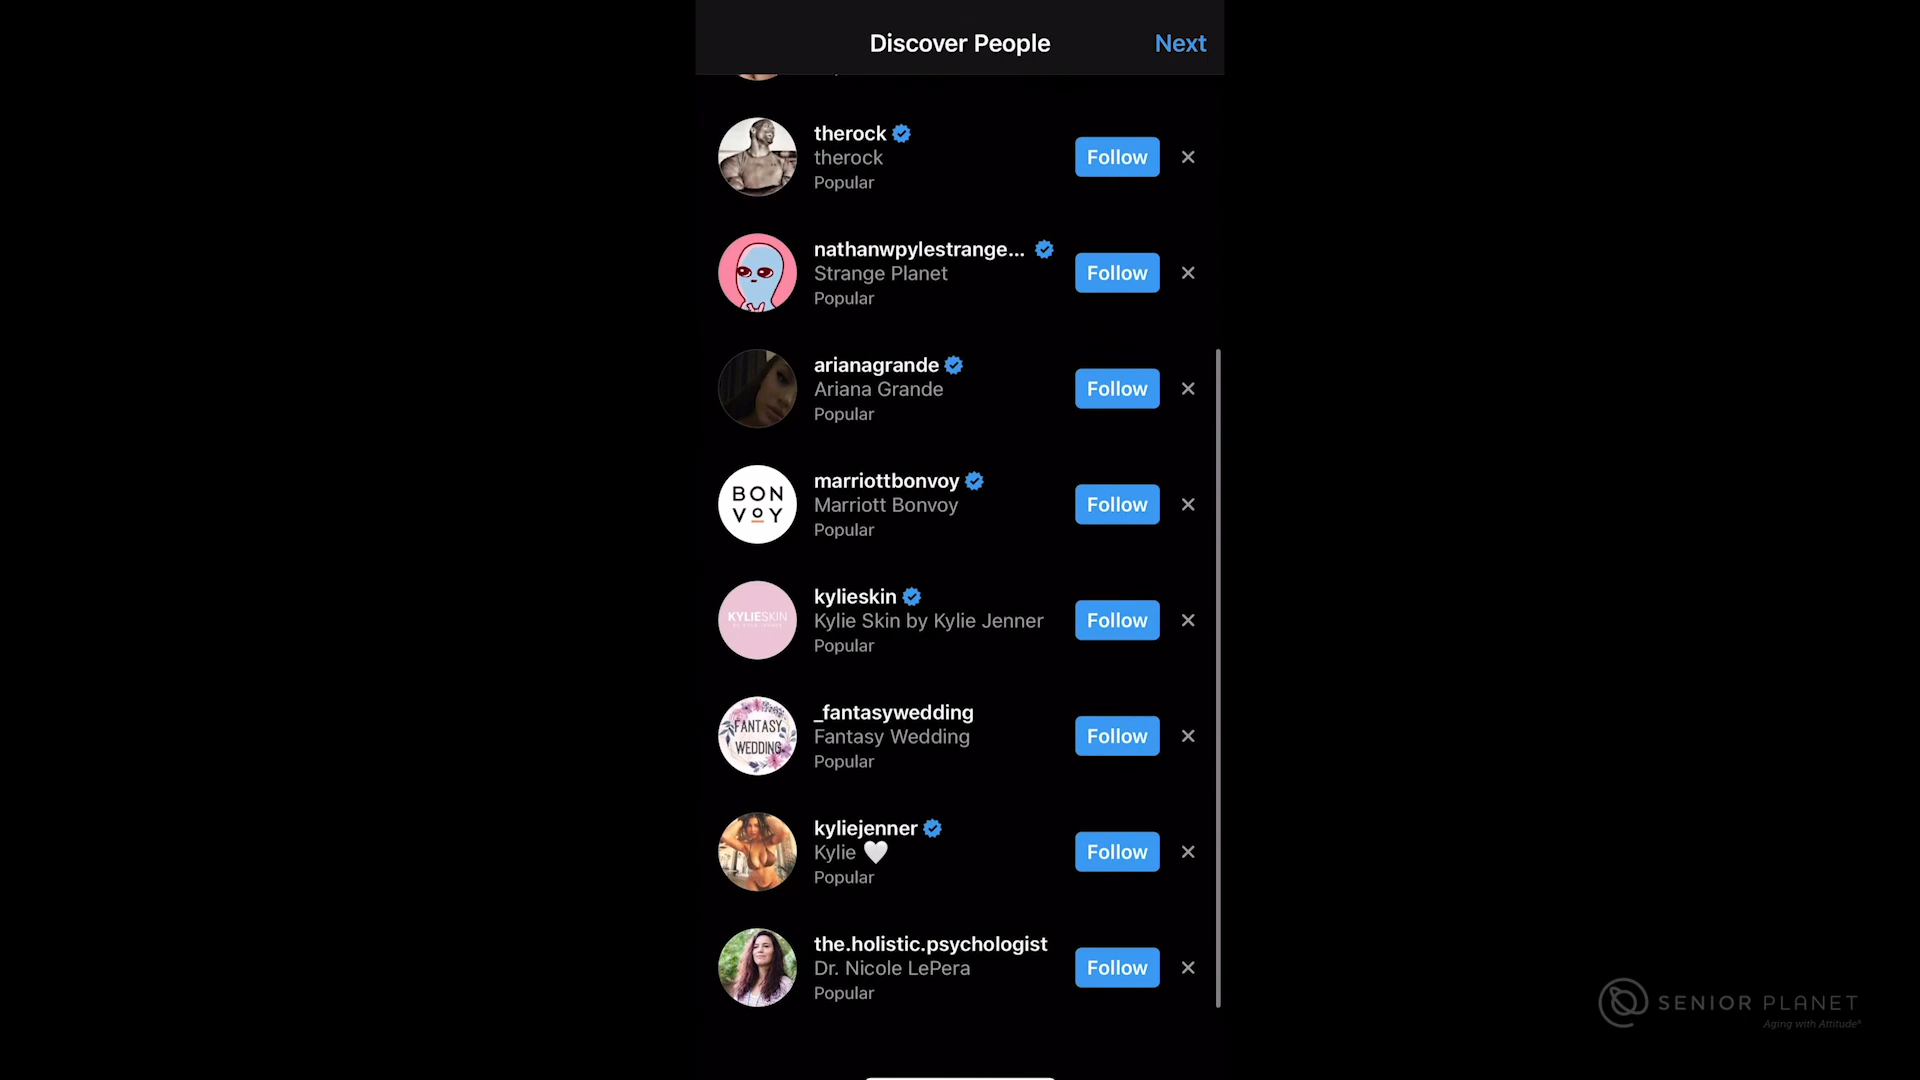 Discover People
Next
therock
therock
Popular
Follow
nathanwpylestrange...
Strange Planet
Popular
Follow
arianagrande
Ariana Grande
Popular
Follow
BON
VOY
marriottbonvoy
Marriott Bonvoy
Popular
Follow
KYLIESKIN
BY KYLIE JENNER
kylieskin
Kylie Skin by Kylie Jenner
Popular
Follow
FANTASY
WEDDING
_fantasywedding
Fantasy Wedding
Popular
Follow
kyliejenner
Kylie 🤍
Popular
Follow
the.holistic.psychologist
Dr. Nicole LePera
Popular
Follow
SENIOR PLANET
Aging with Attitude®